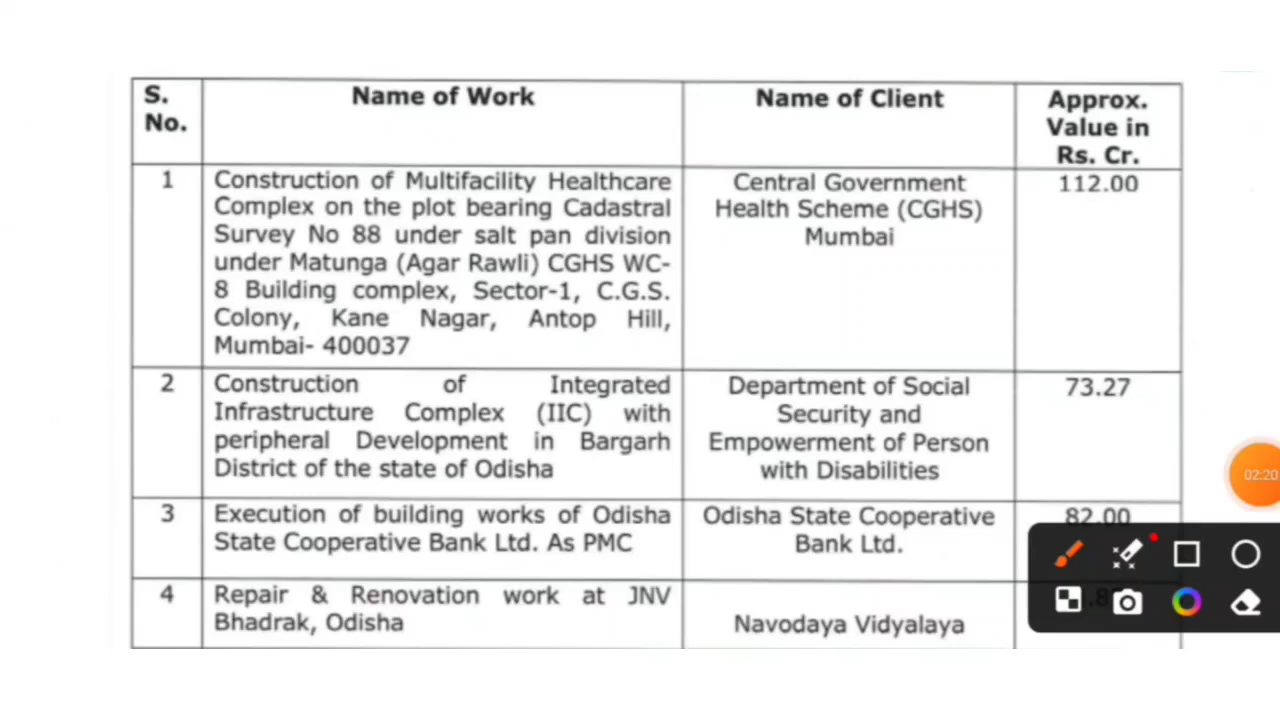 S. No.
Name of Work
Name of Client
Approx. Value in Rs. Cr.
1
Construction of Multifacility Healthcare
Complex on the plot bearing Cadastral
Survey No 88 under salt pan division
under Matunga (Agar Rawli) CGHS WC-
8 Building complex, Sector-1, C.G.S.
Colony, Kane Nagar, Antop Hill,
Mumbai- 400037
Central Government
Health Scheme (CGHS)
Mumbai
112.00
2
Construction of Integrated
Infrastructure Complex (IIC) with
peripheral Development in Bargarh
District of the state of Odisha
Department of Social
Security and
Empowerment of Person
with Disabilities
73.27
3
Execution of building works of Odisha
State Cooperative Bank Ltd. As PMC
Odisha State Cooperative
Bank Ltd.
82.00
4
Repair & Renovation work at JNV
Bhadrak, Odisha
Navodaya Vidyalaya
02:20